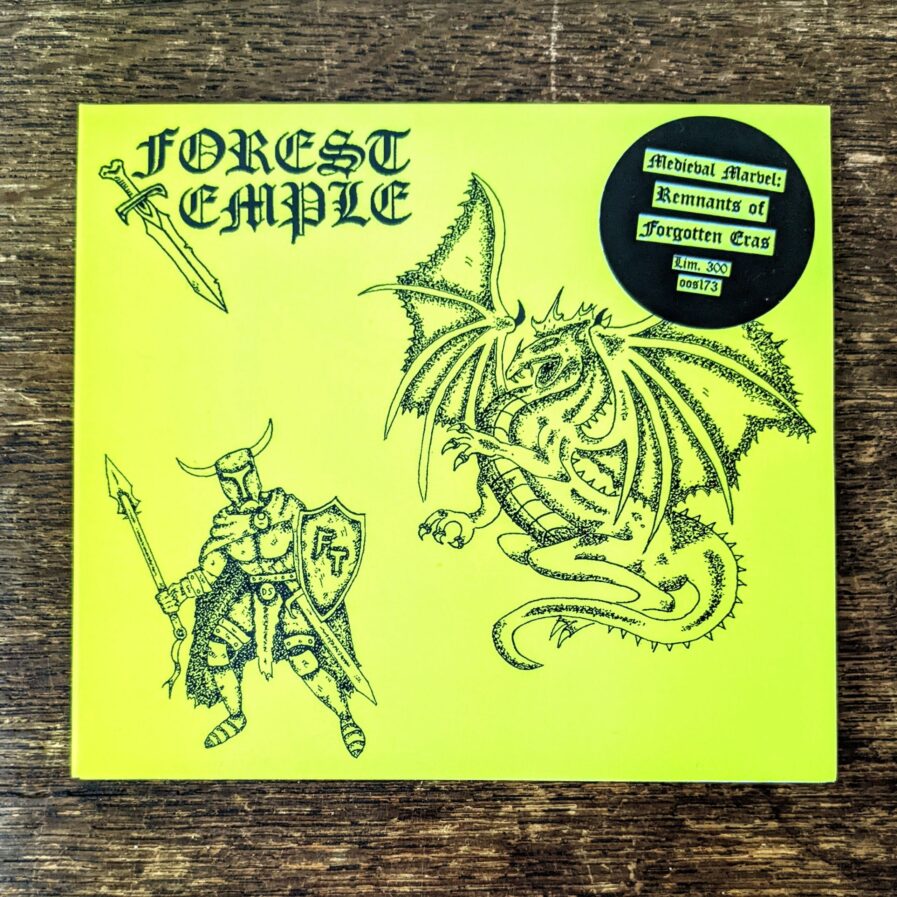 FOREST
TEMPLE
Medieval Marvel:
Remnants of
Forgotten Eras
Lim. 300
oos173
FT